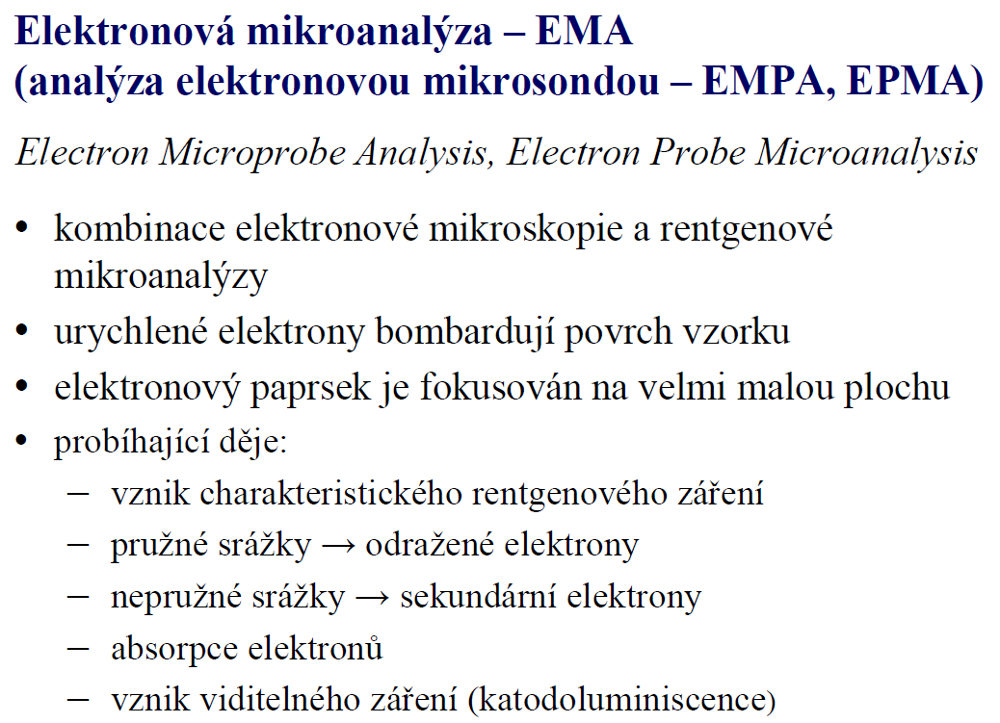 Elektronová mikroanalýza – EMA
(analýza elektronovou mikrosondou – EMPA, EPMA)
Electron Microprobe Analysis, Electron Probe Microanalysis
• kombinace elektronové mikroskopie a rentgenové
mikroanalýzy
• urychlené elektrony bombardují povrch vzorku
• elektronový paprsek je fokusován na velmi malou plochu
• probíhající děje:
– vznik charakteristického rentgenového záření
– pružné srážky → odražené elektrony
– nepružné srážky → sekundární elektrony
– absorpce elektronů
– vznik viditelného záření (katodoluminiscence)